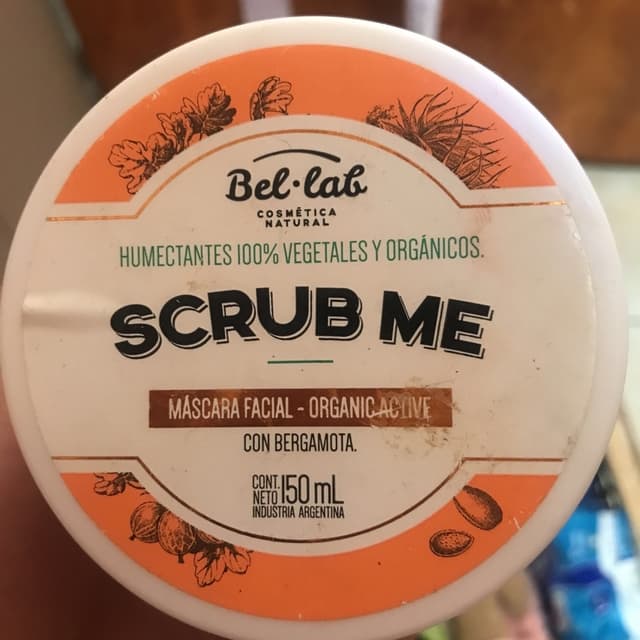 Bel·lab
COSMÉTICA
NATURAL
HUMECTANTES 100% VEGETALES Y ORGÁNICOS.
SCRUB ME
MÁSCARA FACIAL - ORGANIC ACTIVE
CON BERGAMOTA.
CONT.
NETO 150 mL
INDUSTRIA ARGENTINA